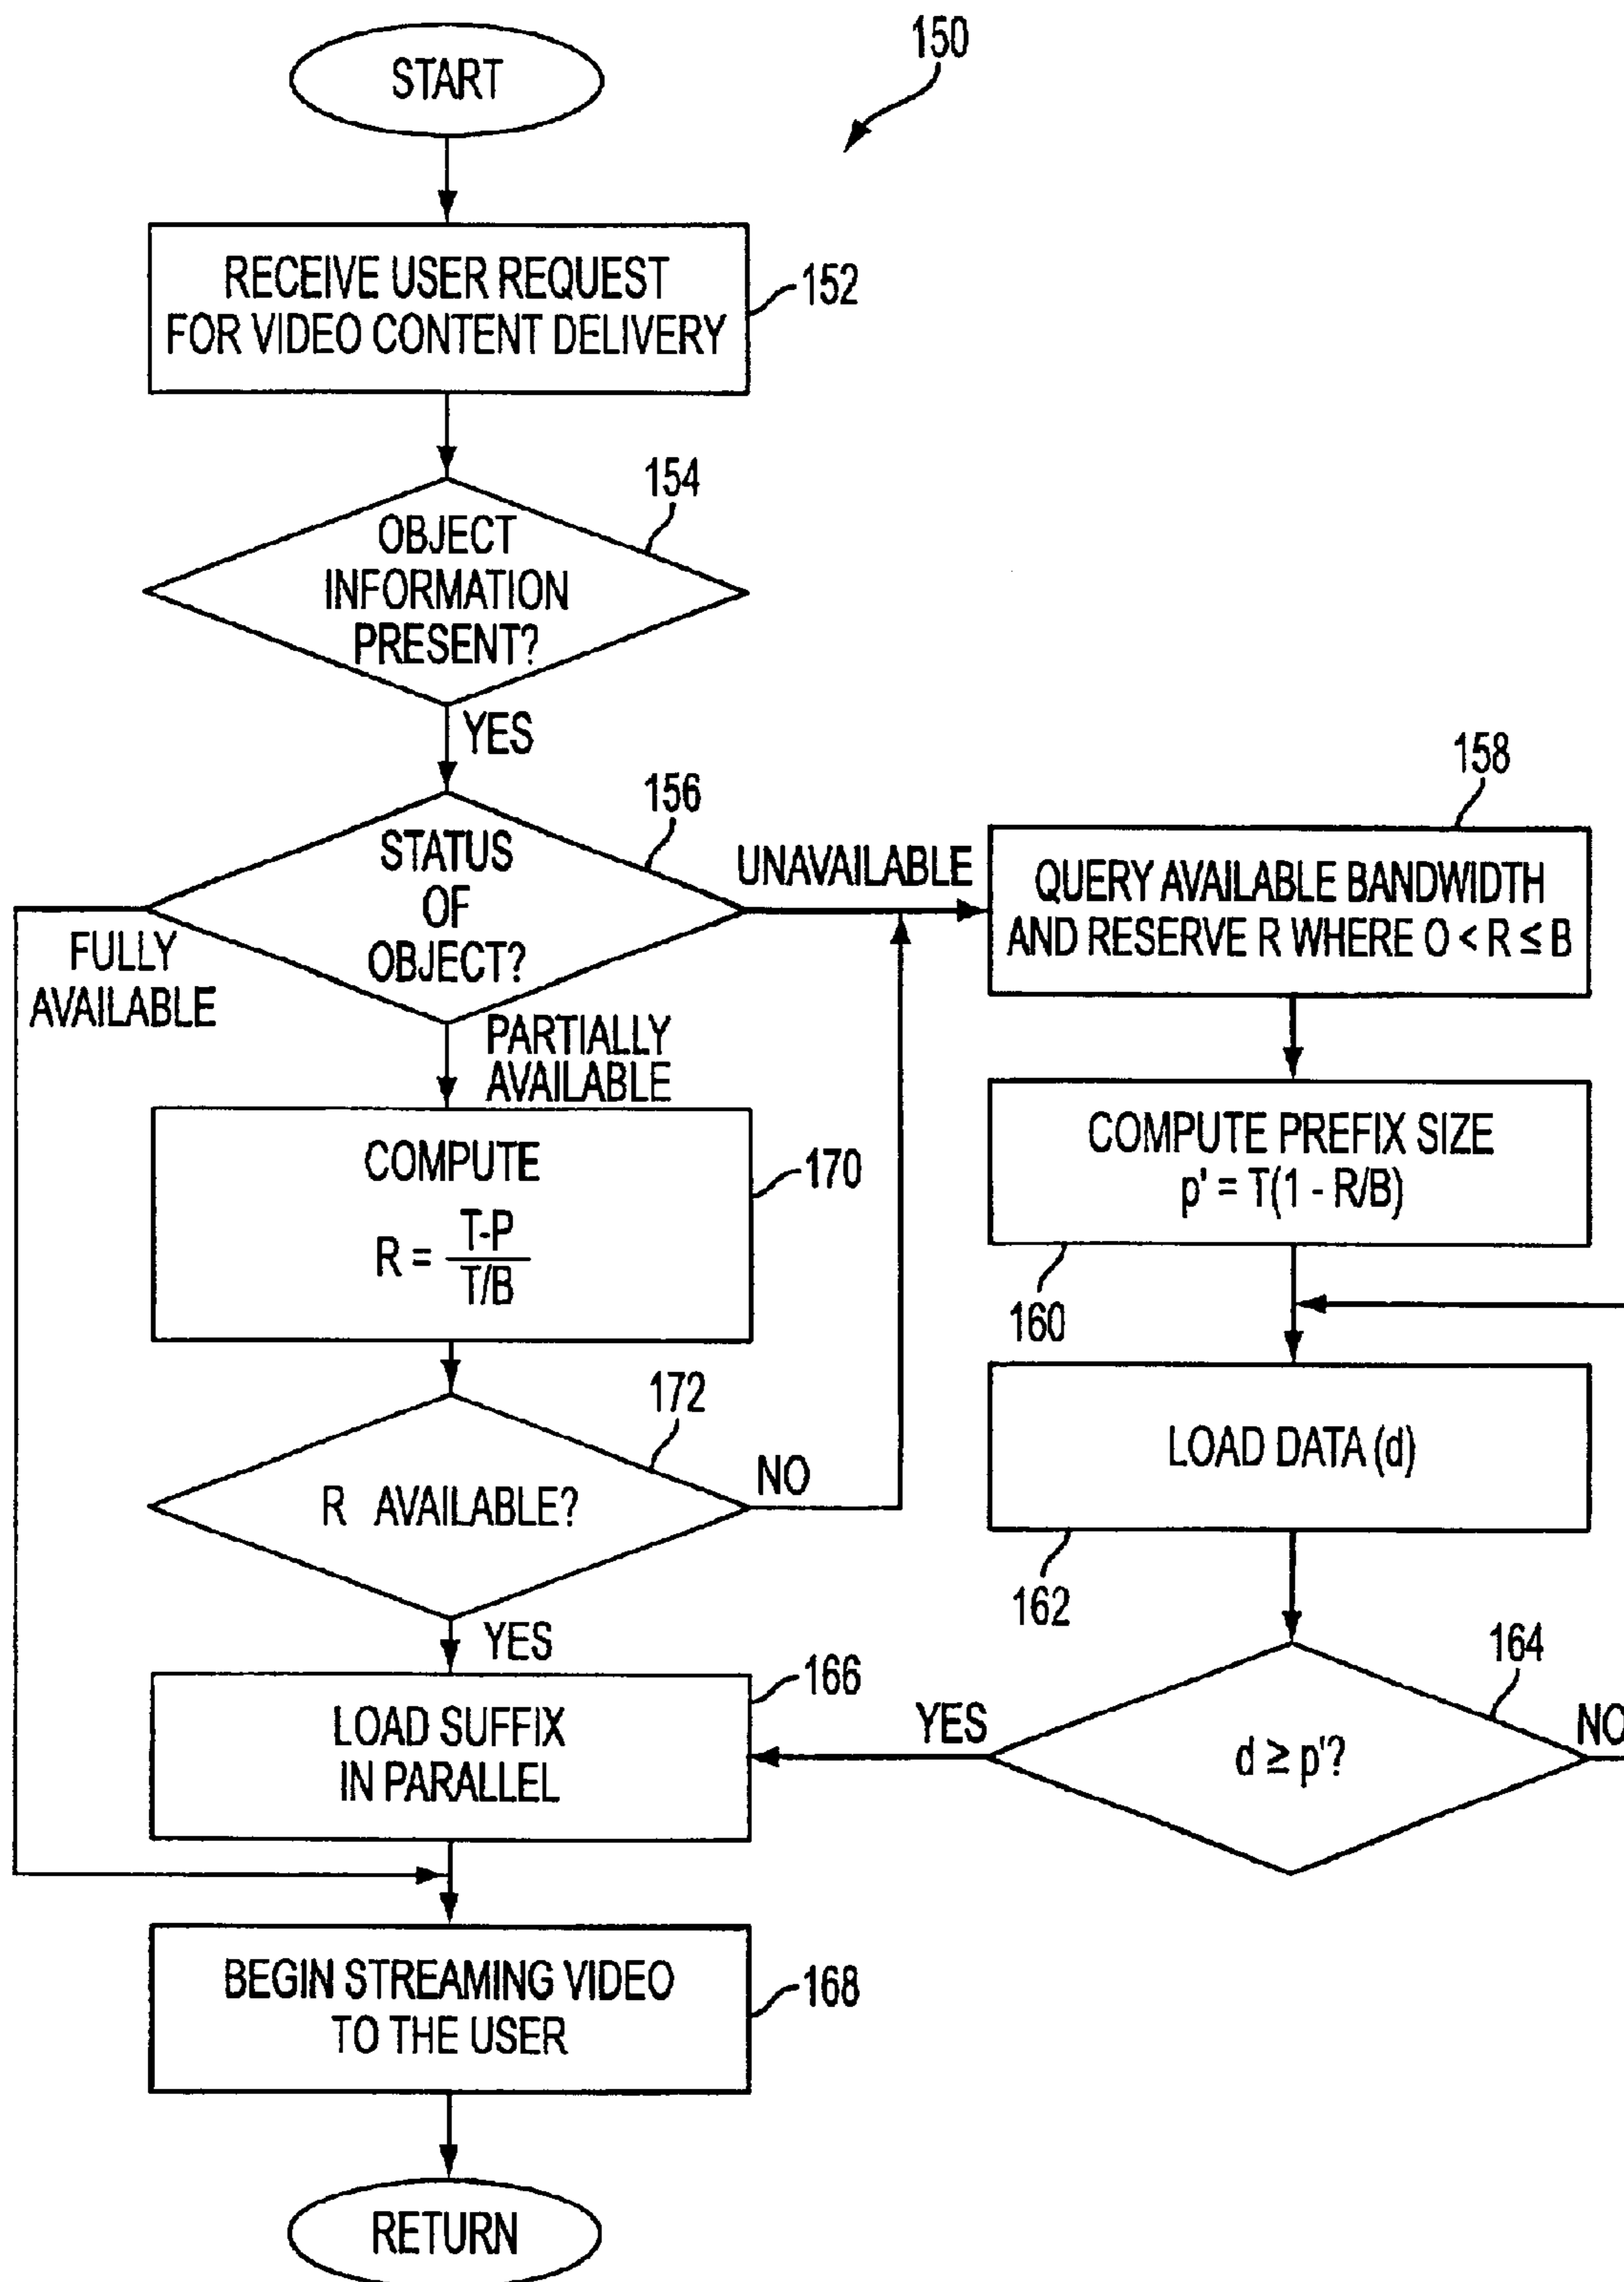 START
150
RECEIVE USER REQUEST
FOR VIDEO CONTENT DELIVERY
152
154
OBJECT
INFORMATION
PRESENT?
YES
156
STATUS
OF
OBJECT?
FULLY
AVAILABLE
UNAVAILABLE
PARTIALLY
AVAILABLE
158
QUERY AVAILABLE BANDWIDTH
AND RESERVE R WHERE O < R ≤ B
COMPUTE PREFIX SIZE
p' = T(1 - R/B)
160
COMPUTE
R = T-P
T/B
170
172
R AVAILABLE?
NO
YES
LOAD DATA (d)
162
164
d ≥ p'?
YES
NO
166
LOAD SUFFIX
IN PARALLEL
BEGIN STREAMING VIDEO
TO THE USER
168
RETURN